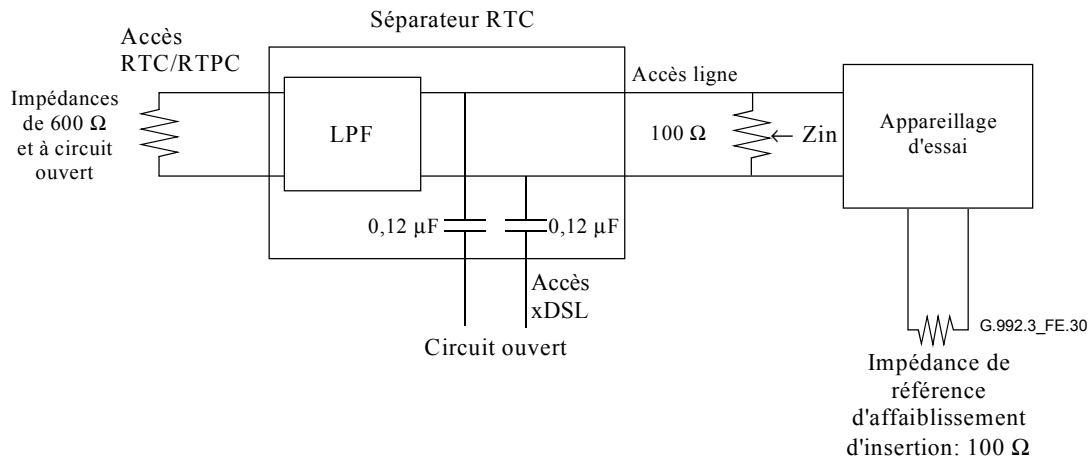 Séparateur RTC
Accès
RTC/RTPC
Impédances
de 600 Ω
et à circuit
ouvert
LPF
0,12 µF
0,12 µF
Accès
xDSL
Circuit ouvert
Accès ligne
100 Ω
← Zin
Appareillage
d'essai
G.992.3_FE.30
Impédance de
référence
d'affaiblissement
d'insertion: 100 Ω